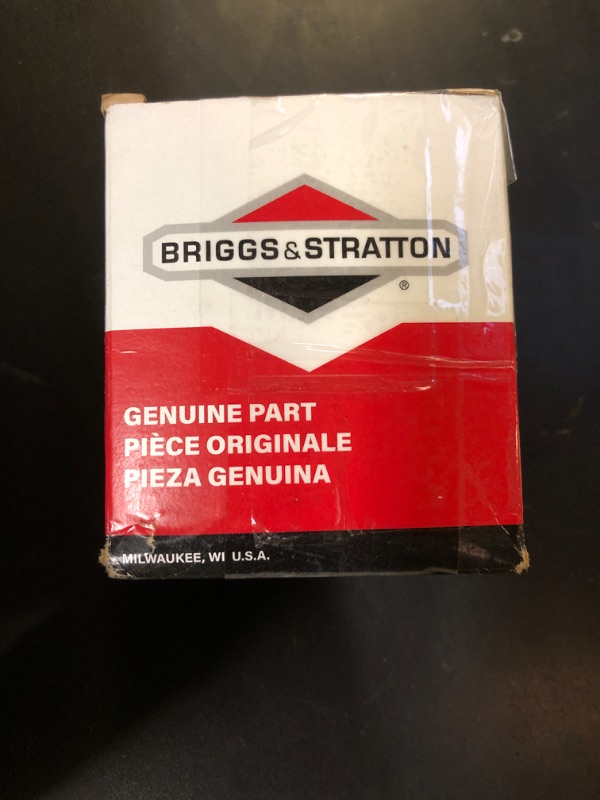 BRIGGS & STRATTON
®
GENUINE PART
PIÈCE ORIGINALE
PIEZA GENUINA
MILWAUKEE, WI U.S.A.